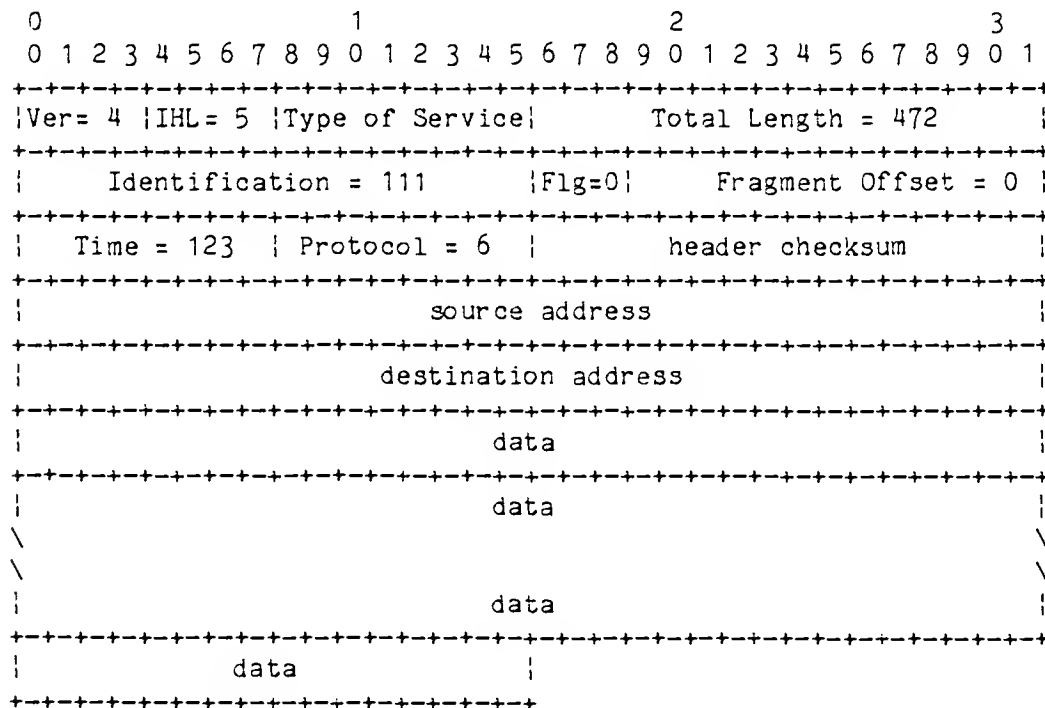 0                   1                   2                   3
 0 1 2 3 4 5 6 7 8 9 0 1 2 3 4 5 6 7 8 9 0 1 2 3 4 5 6 7 8 9 0 1
+-+-+-+-+-+-+-+-+-+-+-+-+-+-+-+-+-+-+-+-+-+-+-+-+-+-+-+-+-+-+-+-+
|Ver= 4 |IHL= 5 |Type of Service|        Total Length = 472     |
+-+-+-+-+-+-+-+-+-+-+-+-+-+-+-+-+-+-+-+-+-+-+-+-+-+-+-+-+-+-+-+-+
|     Identification = 111      |Flg=0|     Fragment Offset = 0 |
+-+-+-+-+-+-+-+-+-+-+-+-+-+-+-+-+-+-+-+-+-+-+-+-+-+-+-+-+-+-+-+-+
|   Time = 123  | Protocol = 6  |        header checksum        |
+-+-+-+-+-+-+-+-+-+-+-+-+-+-+-+-+-+-+-+-+-+-+-+-+-+-+-+-+-+-+-+-+
|                         source address                        |
+-+-+-+-+-+-+-+-+-+-+-+-+-+-+-+-+-+-+-+-+-+-+-+-+-+-+-+-+-+-+-+-+
|                      destination address                      |
+-+-+-+-+-+-+-+-+-+-+-+-+-+-+-+-+-+-+-+-+-+-+-+-+-+-+-+-+-+-+-+-+
|                             data                              |
+-+-+-+-+-+-+-+-+-+-+-+-+-+-+-+-+-+-+-+-+-+-+-+-+-+-+-+-+-+-+-+-+
|                             data                              |
\                                                               \
\                                                               \
|                             data                              |
+-+-+-+-+-+-+-+-+-+-+-+-+-+-+-+-+-+-+-+-+-+-+-+-+-+-+-+-+-+-+-+-+
|             data              |
+-+-+-+-+-+-+-+-+-+-+-+-+-+-+-+-+